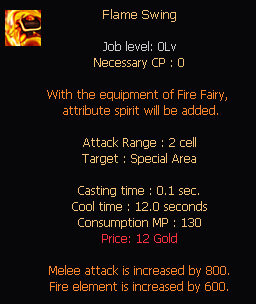 Flame Swing
Job level: 0Lv
Necessary CP : 0
With the equipment of Fire Fairy,
attribute spirit will be added.
Attack Range : 2 cell
Target : Special Area
Casting time : 0.1 sec.
Cool time : 12.0 seconds
Consumption MP : 130
Price: 12 Gold
Melee attack is increased by 800.
Fire element is increased by 600.